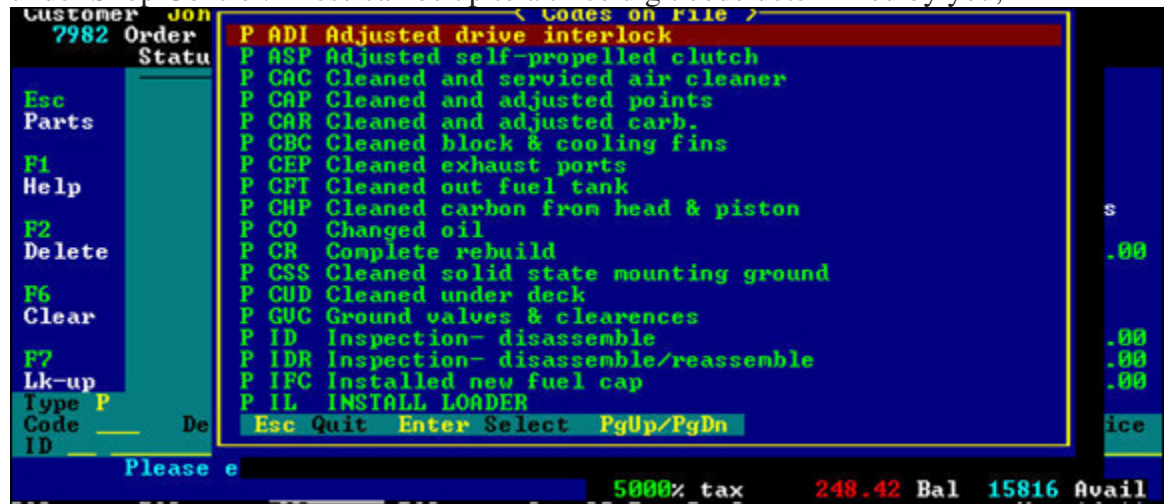 Customer John < Codes on File >
7982 Order P ADI Adjusted drive interlock
Statu P ASP Adjusted self-propelled clutch
P CAC Cleaned and serviced air cleaner
Esc P CAP Cleaned and adjusted points
Parts P CAR Cleaned and adjusted carb.
P CBC Cleaned block & cooling fins
F1 P CEP Cleaned exhaust ports
Help P CFT Cleaned out fuel tank
P CHP Cleaned carbon from head & piston s
F2 P CO Changed oil
Delete P CR Complete rebuild .00
P CSS Cleaned solid state mounting ground
F6 P CUD Cleaned under deck
Clear P GVC Ground valves & clearences
P ID Inspection- disassemble .00
F7 P IDR Inspection- disassemble/reassemble .00
Lk-up P IFC Installed new fuel cap .00
Type P P IL INSTALL LOADER
Code ___ De Esc Quit Enter Select PgUp/PgDn ice
ID __
Please e
5000% tax 248.42 Bal 15816 Avail